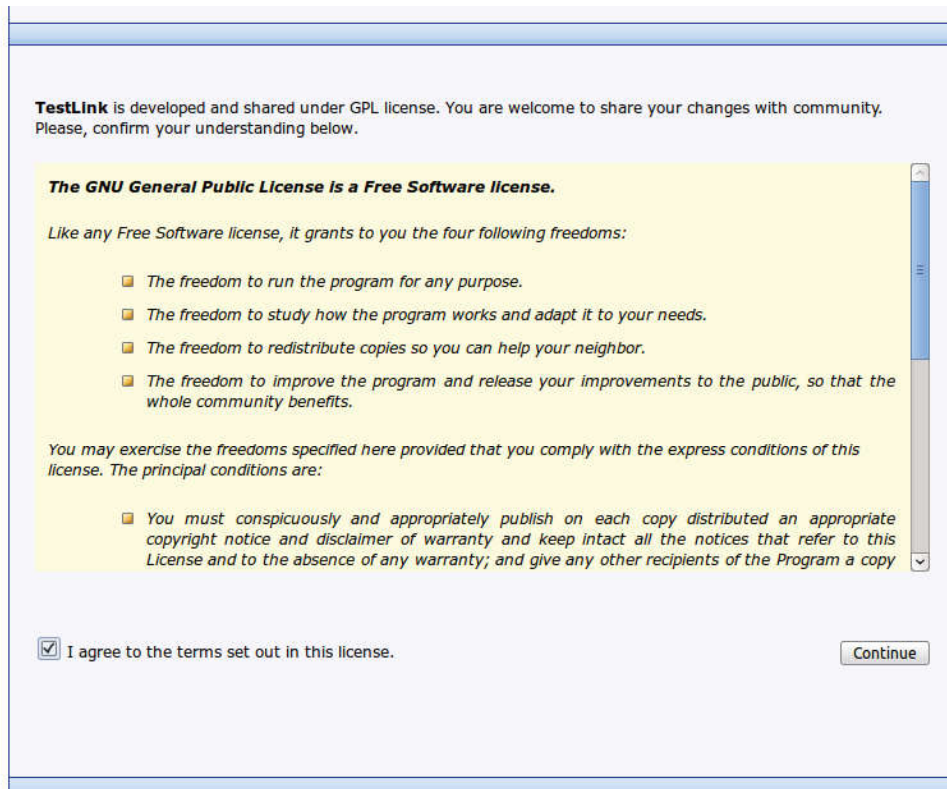 TestLink is developed and shared under GPL license. You are welcome to share your changes with community.
Please, confirm your understanding below.
The GNU General Public License is a Free Software license.
Like any Free Software license, it grants to you the four following freedoms:
The freedom to run the program for any purpose.
The freedom to study how the program works and adapt it to your needs.
The freedom to redistribute copies so you can help your neighbor.
The freedom to improve the program and release your improvements to the public, so that the
whole community benefits.
You may exercise the freedoms specified here provided that you comply with the express conditions of this
license. The principal conditions are:
You must conspicuously and appropriately publish on each copy distributed an appropriate
copyright notice and disclaimer of warranty and keep intact all the notices that refer to this
License and to the absence of any warranty; and give any other recipients of the Program a copy
I agree to the terms set out in this license.
Continue